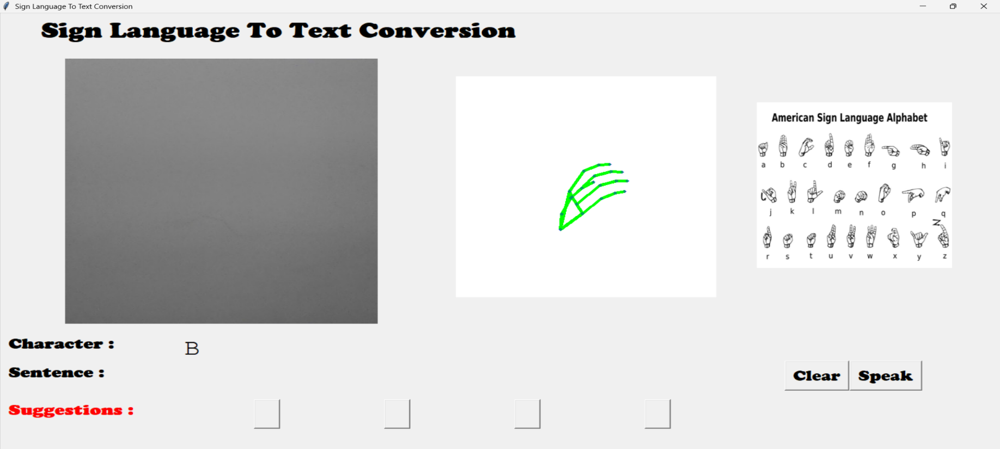 Sign Language To Text Conversion
Sign Language To Text Conversion
American Sign Language Alphabet
a b c d e f g h i
j k l m n o p q
r s t u v w x y z
Z
Character : B
Sentence :
Clear Speak
Suggestions :